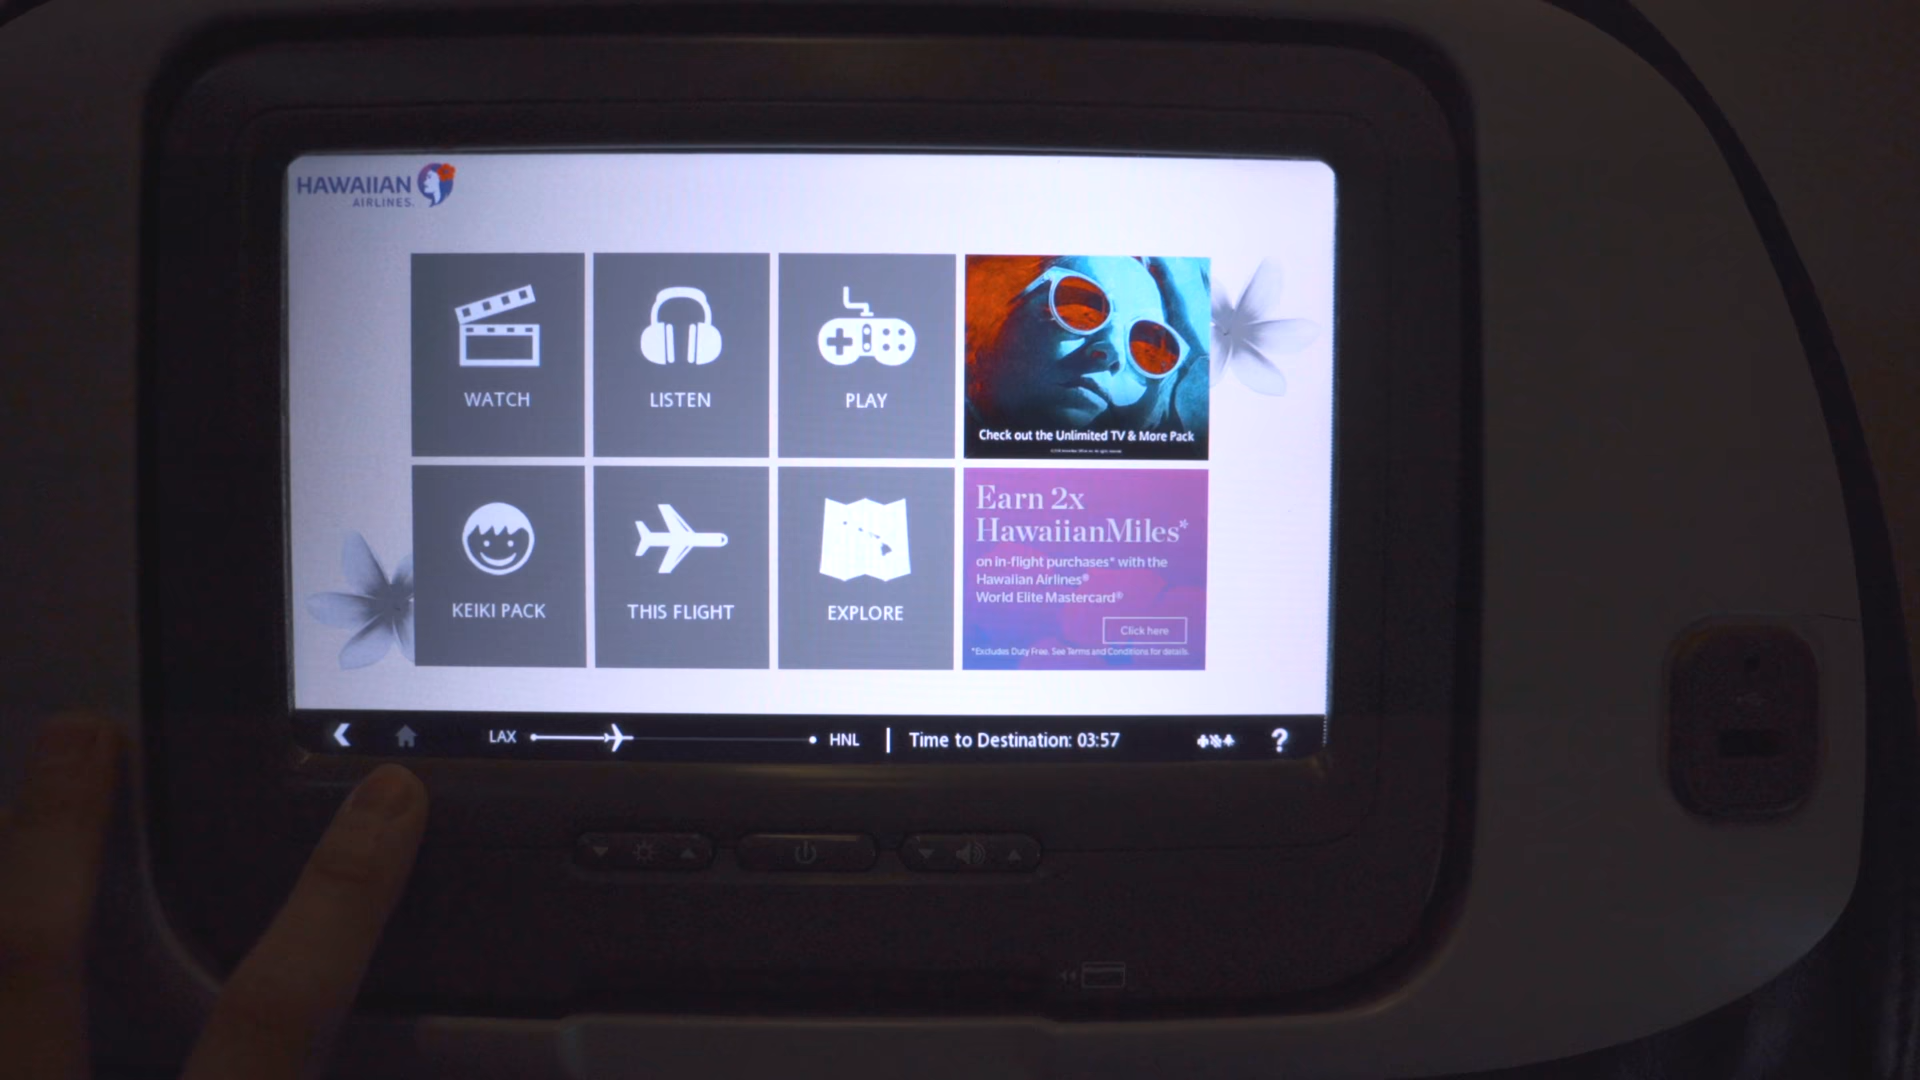 HAWAIIAN
AIRLINES.
WATCH
LISTEN
PLAY
Check out the Unlimited TV & More Pack
KEIKI PACK
THIS FLIGHT
EXPLORE
Earn 2x
HawaiianMiles*
on in-flight purchases* with the
Hawaiian Airlines®
World Elite Mastercard®
Click here
*Excludes Duty Free. See Terms and Conditions for details.
LAX
HNL
Time to Destination: 03:57
?